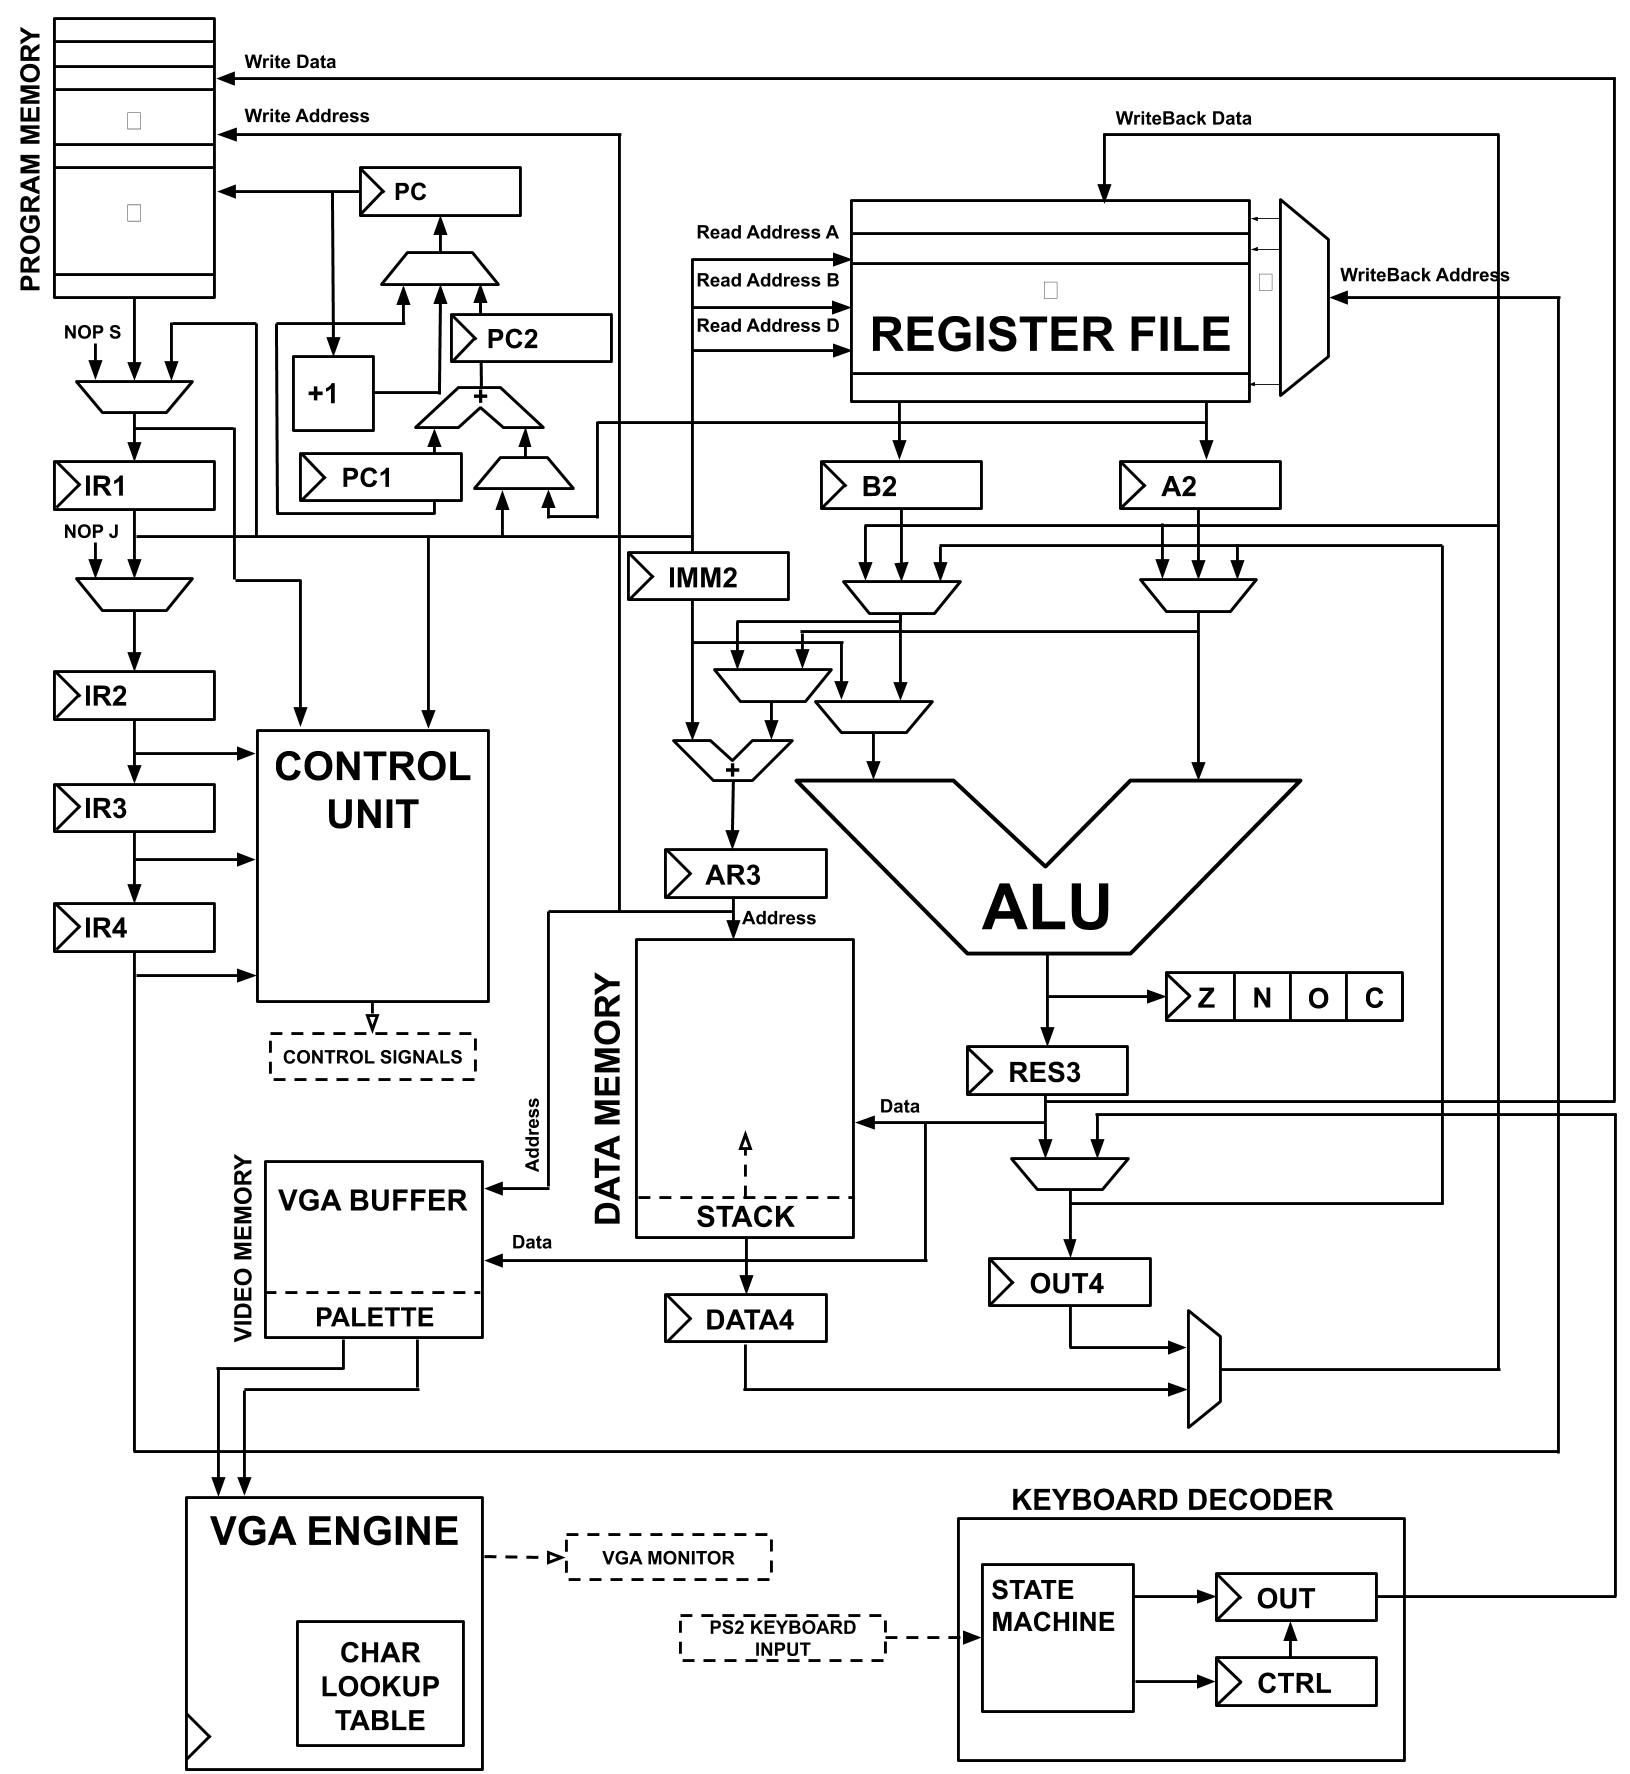 PROGRAM MEMORY
Write Data
Write Address
WriteBack Data
PC
Read Address A
Read Address B
WriteBack Address
Read Address D
NOP S
PC2
REGISTER FILE
+1
+
PC1
IR1
B2
A2
NOP J
IMM2
IR2
CONTROL
UNIT
+
IR3
AR3
ALU
IR4
Address
Z
N
O
C
CONTROL SIGNALS
DATA MEMORY
RES3
Data
Address
VIDEO MEMORY
VGA BUFFER
STACK
Data
OUT4
PALETTE
DATA4
VGA ENGINE
KEYBOARD DECODER
VGA MONITOR
STATE
MACHINE
OUT
PS2 KEYBOARD
INPUT
CHAR
LOOKUP
TABLE
CTRL